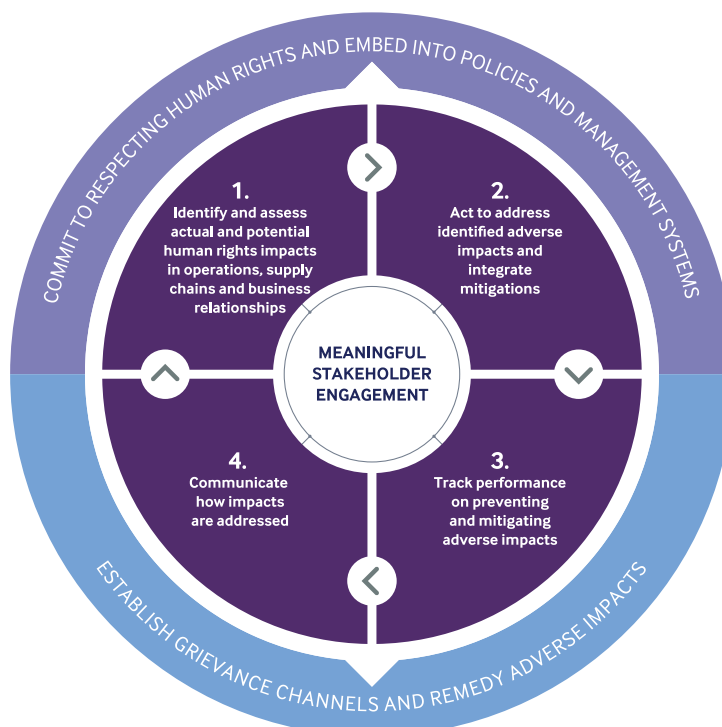 COMMIT TO RESPECTING HUMAN RIGHTS AND EMBED INTO POLICIES AND MANAGEMENT SYSTEMS
1.
Identify and assess
actual and potential
human rights impacts
in operations, supply
chains and business
relationships
2.
Act to address
identified adverse
impacts and
integrate
mitigations
MEANINGFUL
STAKEHOLDER
ENGAGEMENT
4.
Communicate
how impacts
are addressed
3.
Track performance
on preventing
and mitigating
adverse impacts
ESTABLISH GRIEVANCE CHANNELS AND REMEDY ADVERSE IMPACTS